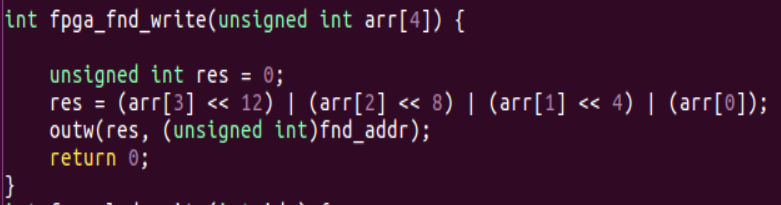 int fpga_fnd_write(unsigned int arr[4]) {
unsigned int res = 0;
res = (arr[3] << 12) | (arr[2] << 8) | (arr[1] << 4) | (arr[0]);
outw(res, (unsigned int)fnd_addr);
return 0;
}